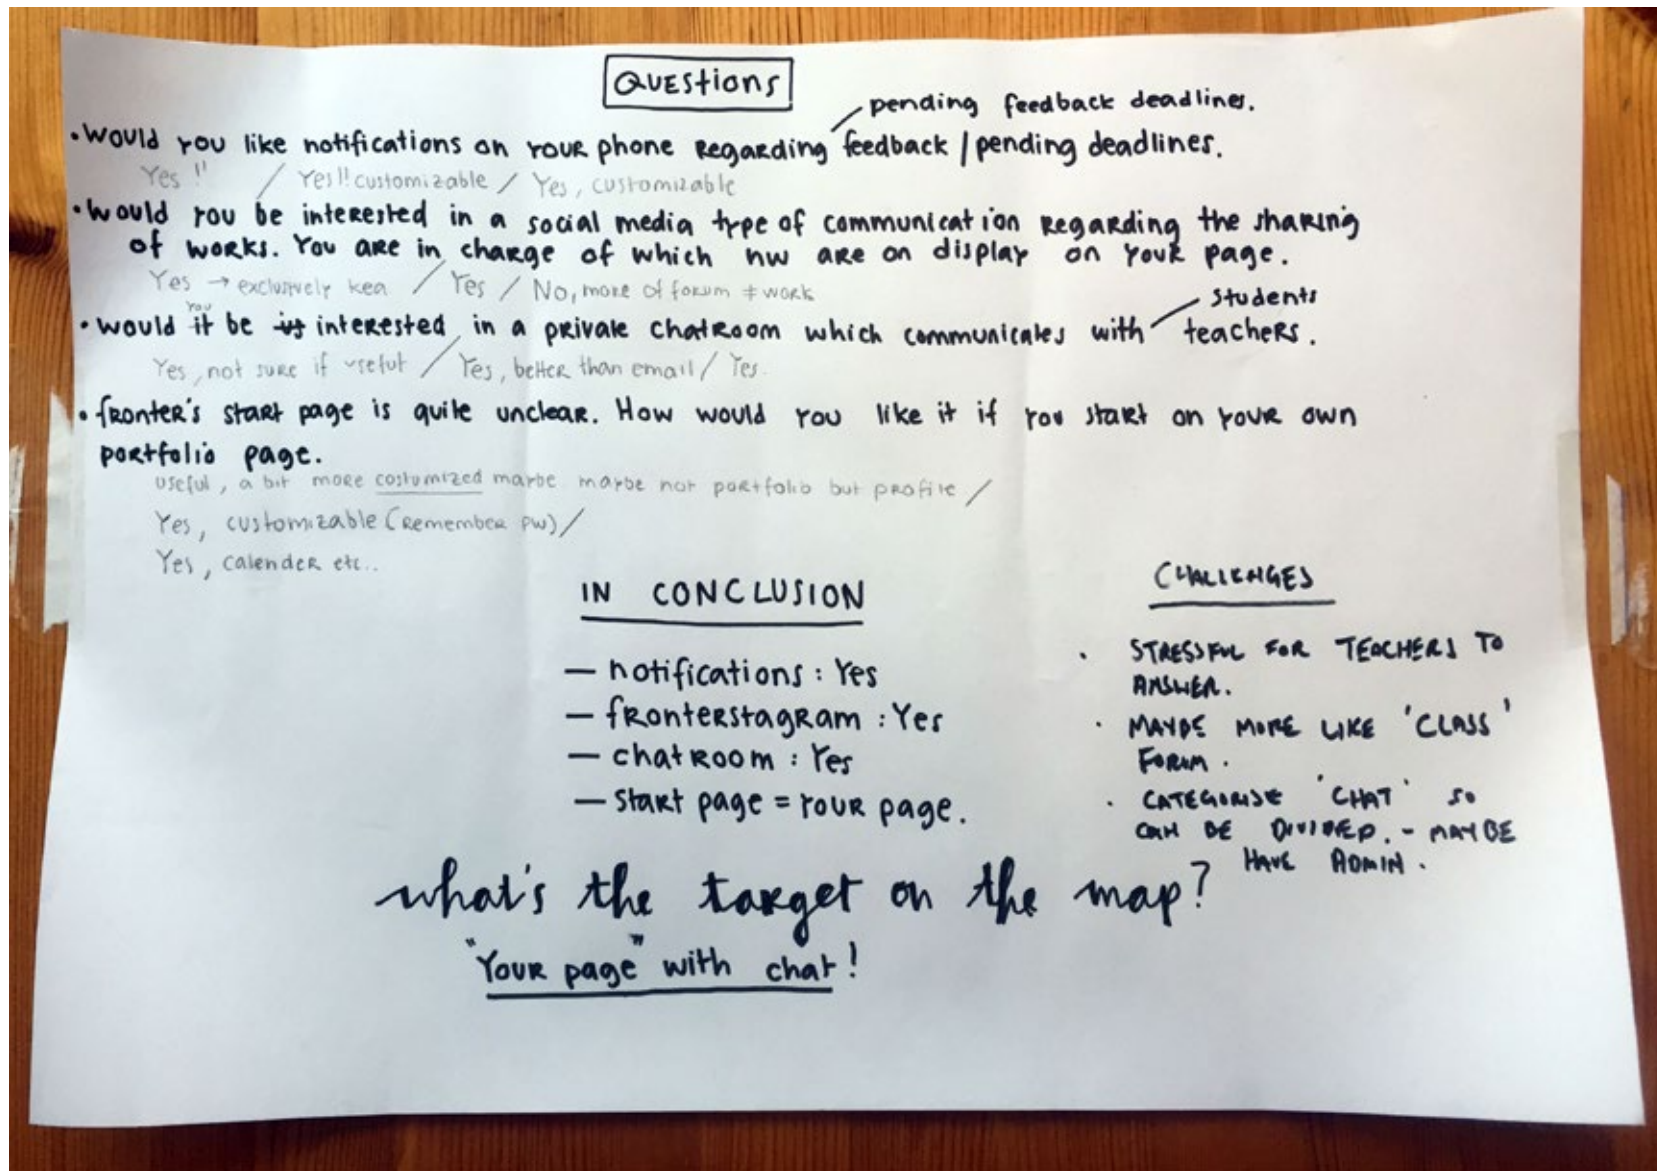 Questions
pending feedback deadlines.
• Would you like notifications on your phone regarding feedback / pending deadlines.
Yes !! / Yes!! customizable / Yes, customizable
• Would you be interested in a social media type of communication regarding the sharing
of works. You are in charge of which nw are on display on your page.
Yes → exclusively kea / Yes / No, more of forum ≠ work
you
students
• Would it be is interested in a private chatroom which communicates with teachers.
Yes, not sure if useful / Yes, better than email / Yes.
• fronter's start page is quite unclear. How would you like it if you start on your own
portfolio page.
useful, a bit more costumized maybe maybe not portfolio but profile /
Yes, customizable (Remember pw) /
Yes, calender etc..
IN CONCLUSION
— notifications : Yes
— fronterstagram : Yes
— chatroom : Yes
— start page = your page.
CHALLENGES
· STRESSFUL FOR TEACHERS TO
ANSWER.
· MAYBE MORE LIKE 'CLASS'
FORUM.
· CATEGORISE 'CHAT' SO
CAN BE DIVIDED. - MAYBE
HAVE ADMIN.
what's the target on the map?
"Your page" with chat!